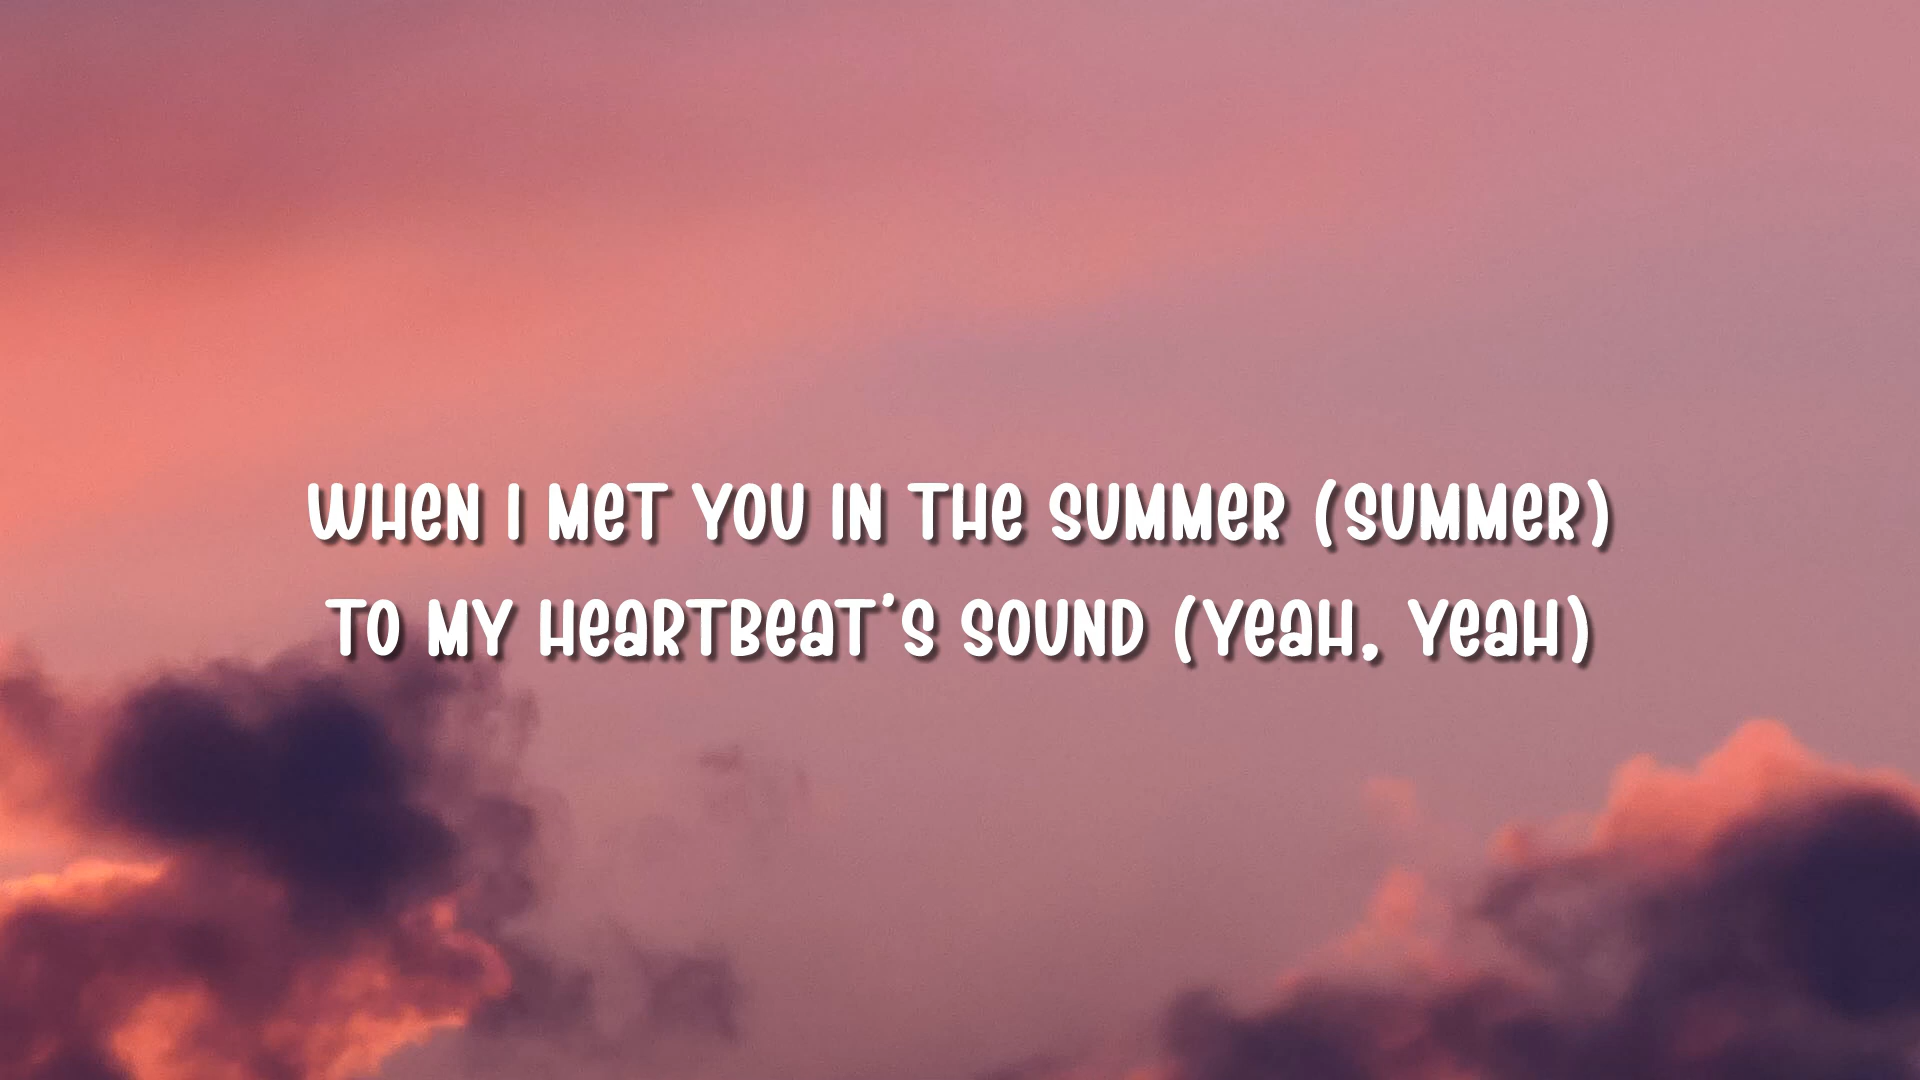 WHEN I MET YOU IN THE SUMMER (SUMMER)
TO MY HEARTBEAT'S SOUND (YEAH, YEAH)